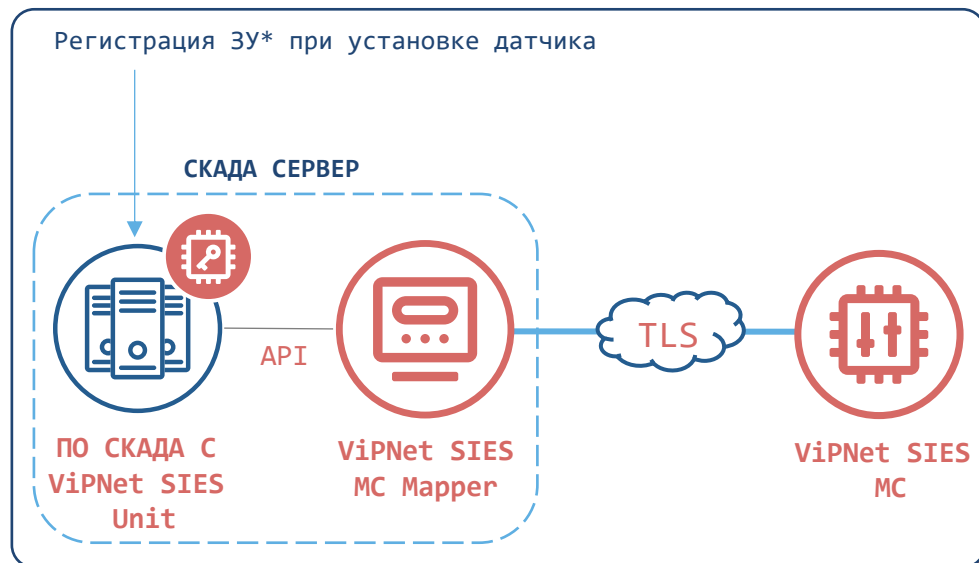 Регистрация ЗУ* при установке датчика
СКАДА СЕРВЕР
API
TLS
ПО СКАДА С
ViPNet SIES
Unit
ViPNet SIES
MC Mapper
ViPNet SIES
MC